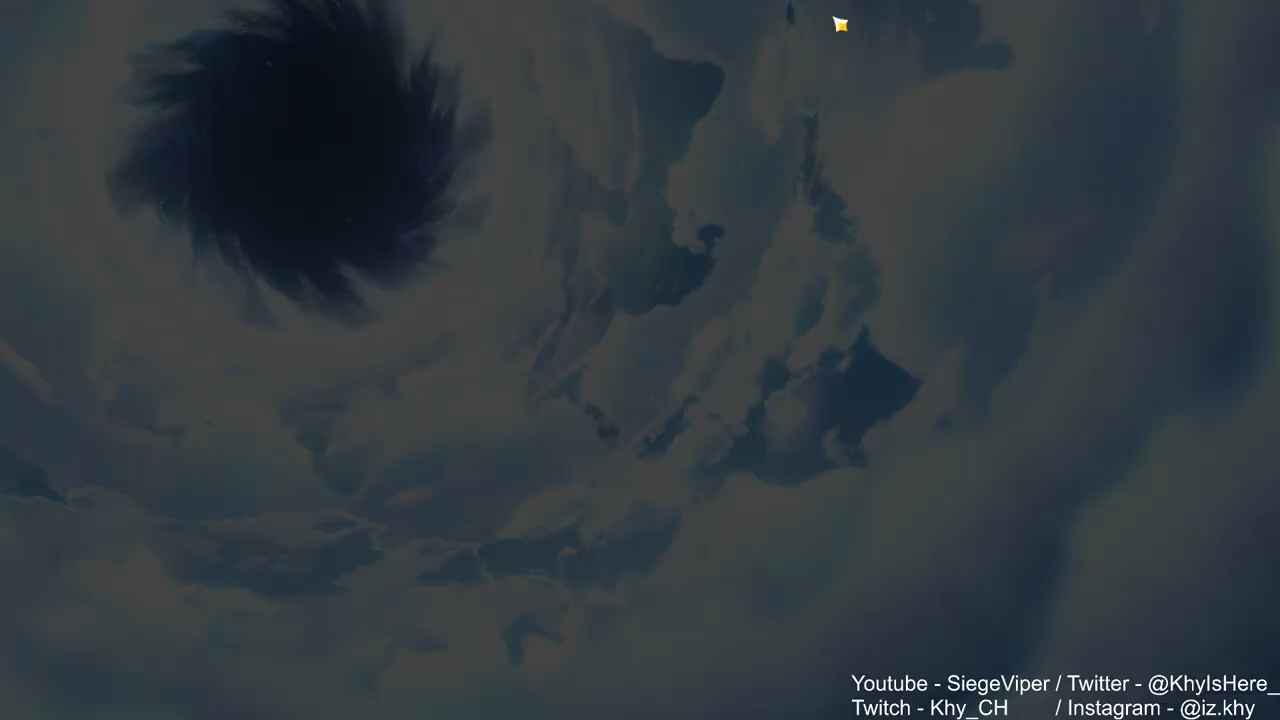 Youtube - SiegeViper / Twitter - @KhyIsHere_
Twitch - Khy_CH / Instagram - @iz.khy